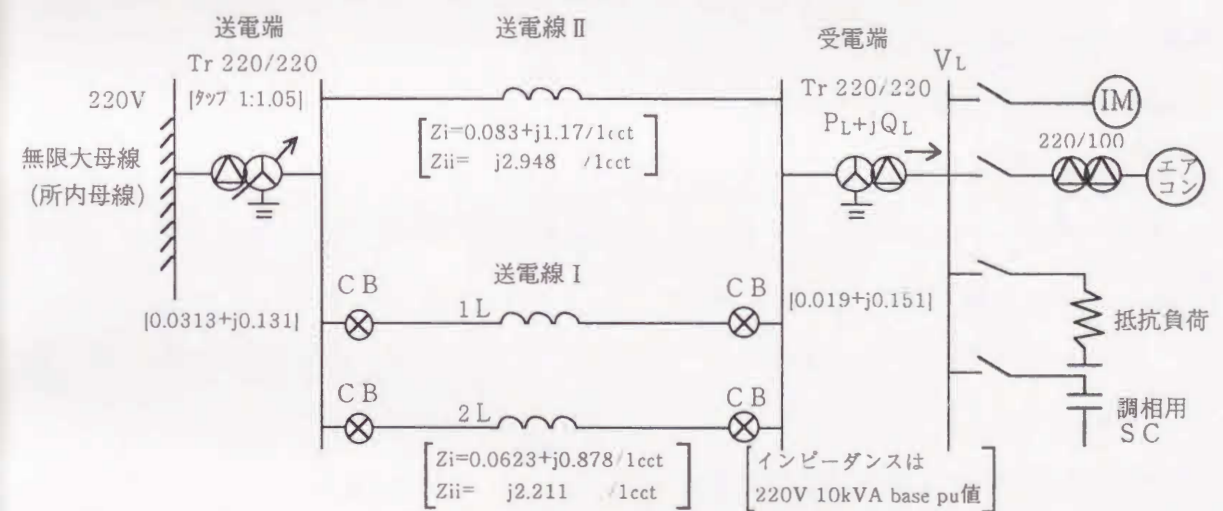 送電端
Tr 220/220
[タップ 1:1.05]
220V
無限大母線
(所内母線)
[0.0313+j0.131]
送電線Ⅱ
Zi=0.083+j1.17/1cct
Zii= j2.948 /1cct
受電端
Tr 220/220
PL+jQL
VL
IM
220/100
エア
コン
送電線Ⅰ
CB
1L
CB
[0.019+j0.151]
抵抗負荷
CB
2L
CB
調相用
SC
Zi=0.0623+j0.878/1cct
Zii= j2.211 /1cct
インピーダンスは
220V 10kVA base pu値